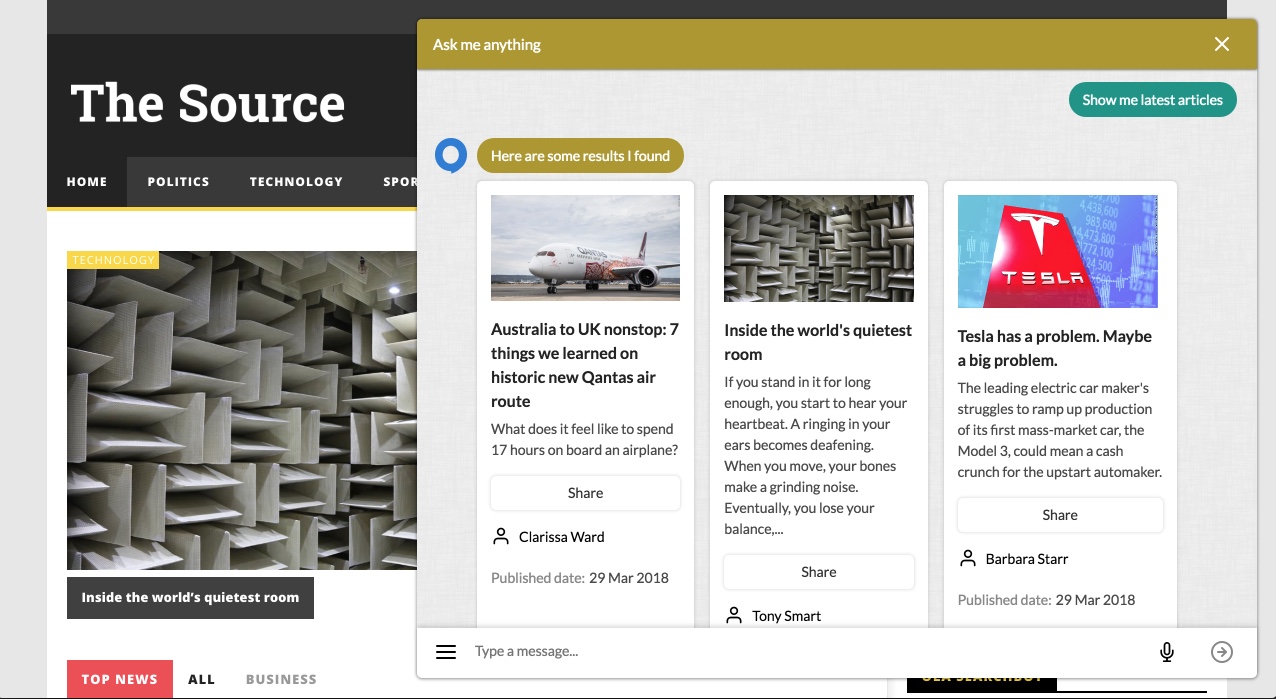 The Source
HOME
POLITICS
TECHNOLOGY
SPOR
TECHNOLOGY
Inside the world's quietest room
TOP NEWS
ALL
BUSINESS
Ask me anything
Show me latest articles
Here are some results I found
QANTAS
Australia to UK nonstop: 7
things we learned on
historic new Qantas air
route
What does it feel like to spend
17 hours on board an airplane?
Share
Clarissa Ward
Published date: 29 Mar 2018
Inside the world's quietest
room
If you stand in it for long
enough, you start to hear your
heartbeat. A ringing in your
ears becomes deafening.
When you move, your bones
make a grinding noise.
Eventually, you lose your
balance,...
Share
Tony Smart
TESLA
Tesla has a problem. Maybe
a big problem.
The leading electric car maker's
struggles to ramp up production
of its first mass-market car, the
Model 3, could mean a cash
crunch for the upstart automaker.
Share
Barbara Starr
Published date: 29 Mar 2018
Type a message...